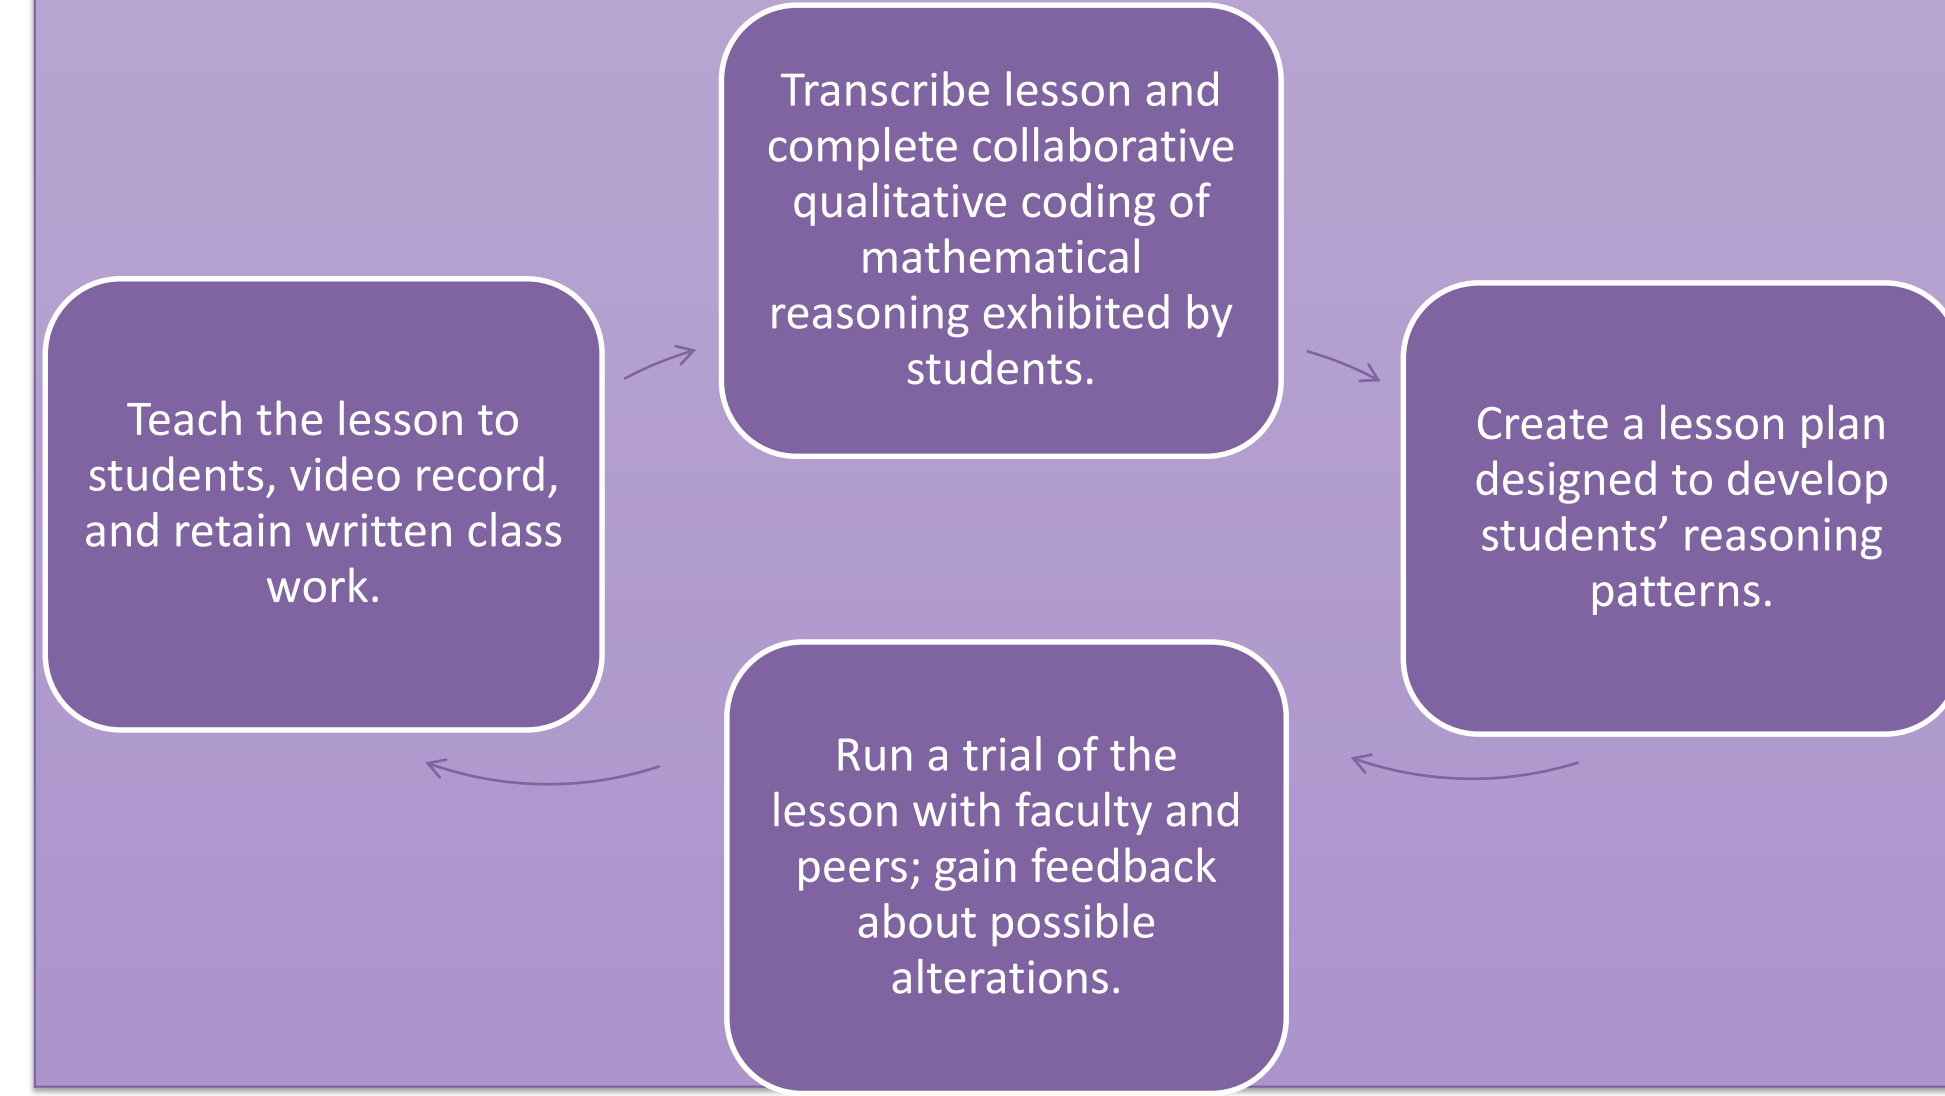 Transcribe lesson and
complete collaborative
qualitative coding of
mathematical
reasoning exhibited by
students.
Teach the lesson to
students, video record,
and retain written class
work.
Create a lesson plan
designed to develop
students’ reasoning
patterns.
Run a trial of the
lesson with faculty and
peers; gain feedback
about possible
alterations.